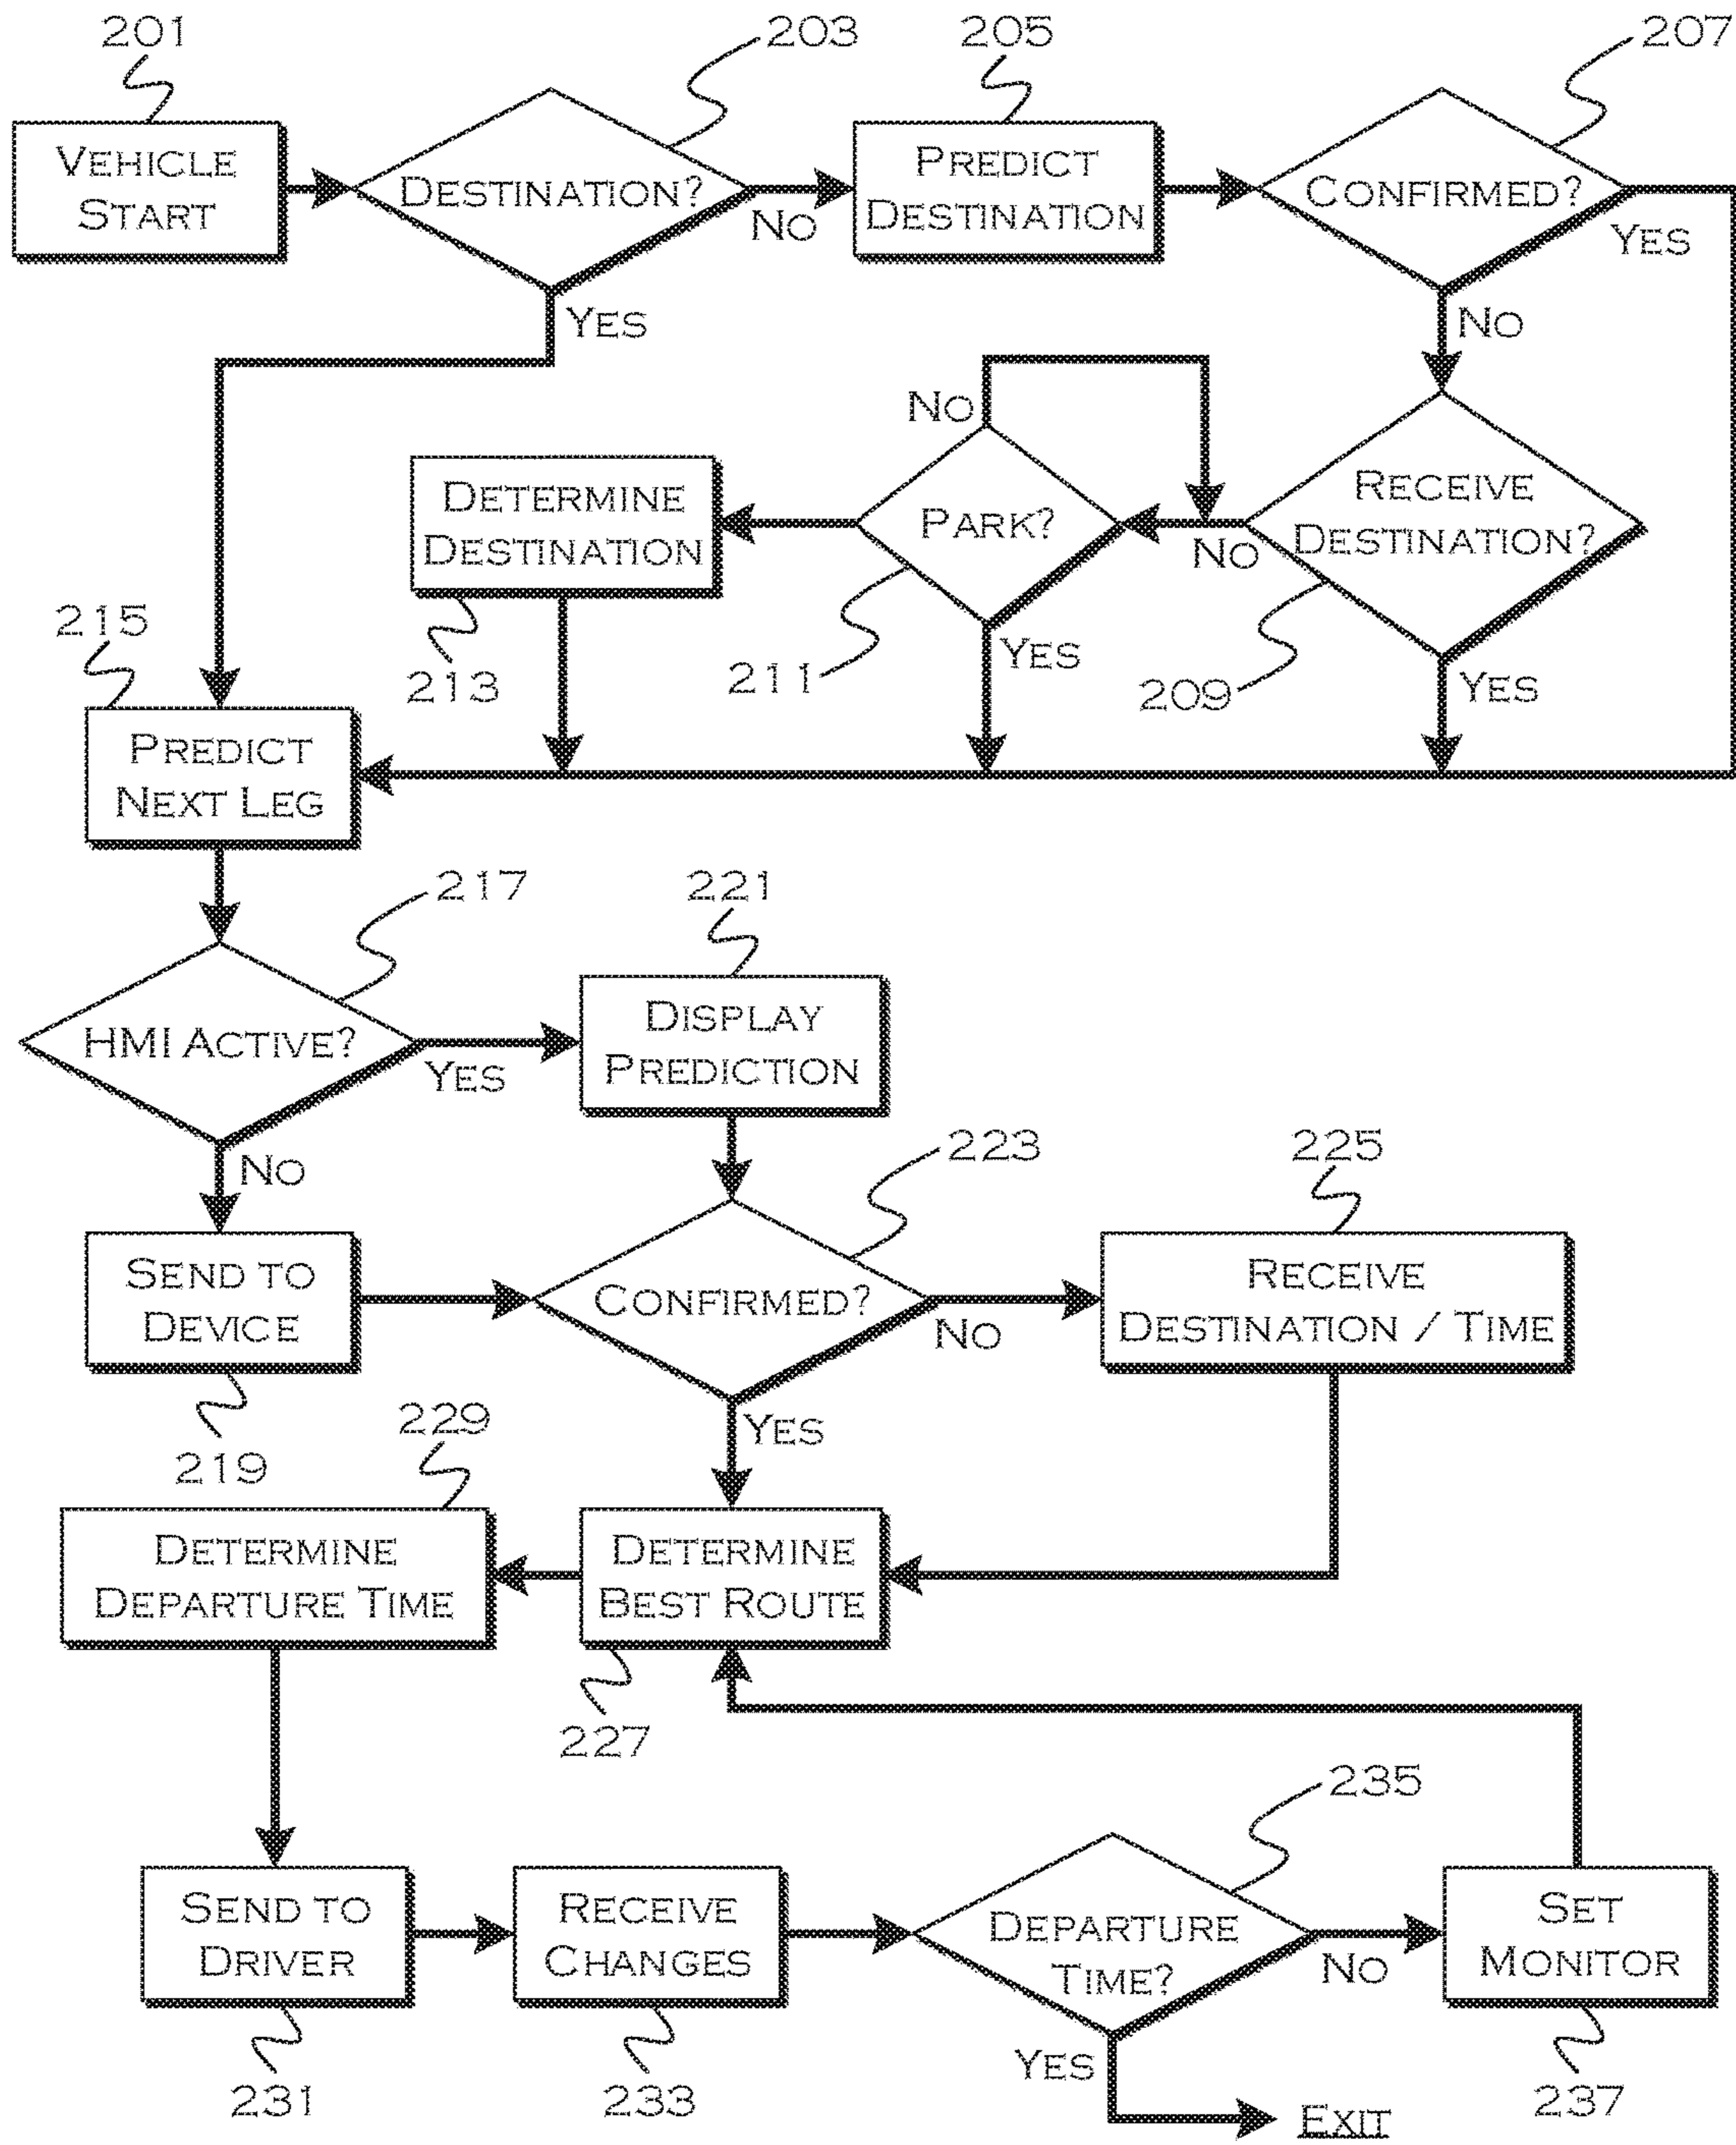 201
203
205
207
VEHICLE
START
DESTINATION?
NO
YES
PREDICT
DESTINATION
CONFIRMED?
YES
NO
NO
DETERMINE
DESTINATION
PARK?
NO
RECEIVE
DESTINATION?
215
213
211
YES
209
YES
PREDICT
NEXT LEG
217
221
HMI ACTIVE?
YES
NO
DISPLAY
PREDICTION
223
225
SEND TO
DEVICE
CONFIRMED?
NO
YES
RECEIVE
DESTINATION / TIME
219
229
DETERMINE
DEPARTURE TIME
DETERMINE
BEST ROUTE
227
235
SEND TO
DRIVER
RECEIVE
CHANGES
DEPARTURE
TIME?
NO
SET
MONITOR
YES
231
233
237
EXIT